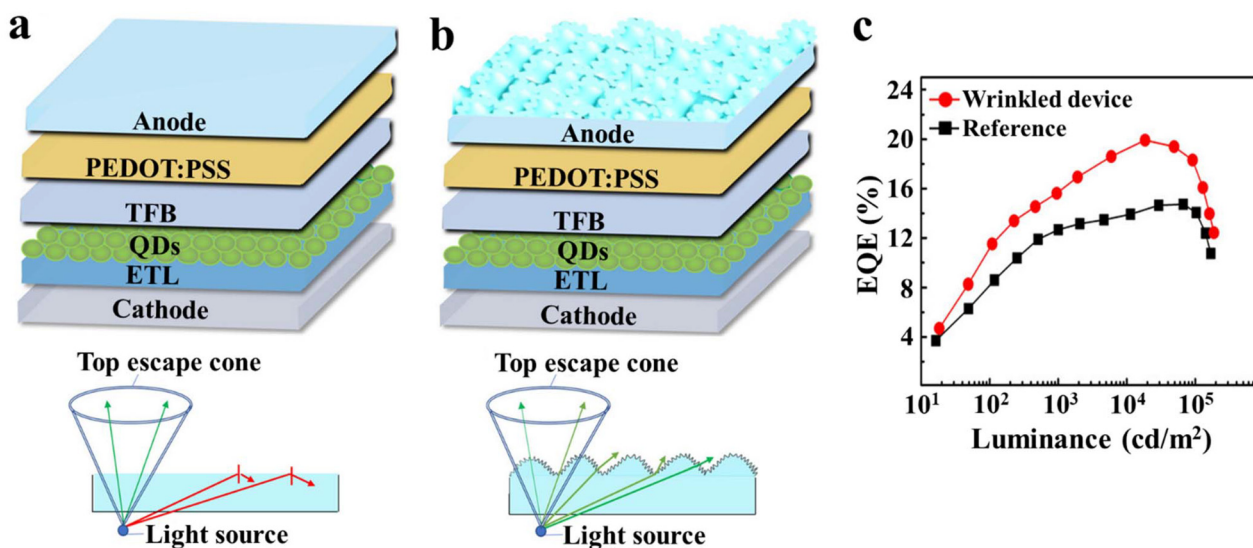 a
Anode
PEDOT:PSS
TFB
QDs
ETL
Cathode
Top escape cone
Light source
b
Anode
PEDOT:PSS
TFB
QDs
ETL
Cathode
Top escape cone
Light source
c
EQE (%)
24
20
16
12
8
4
Wrinkled device
Reference
10¹ 10² 10³ 10⁴ 10⁵
Luminance (cd/m²)